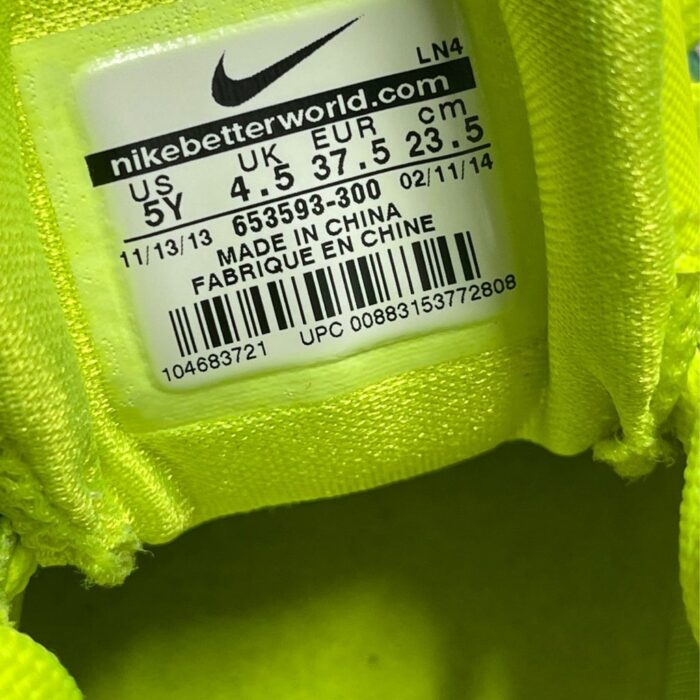 LN4
nikebetterworld.com
US UK EUR cm
5Y 4.5 37.5 23.5
11/13/13 653593-300 02/11/14
MADE IN CHINA
FABRIQUE EN CHINE
104683721 UPC 00883153772808